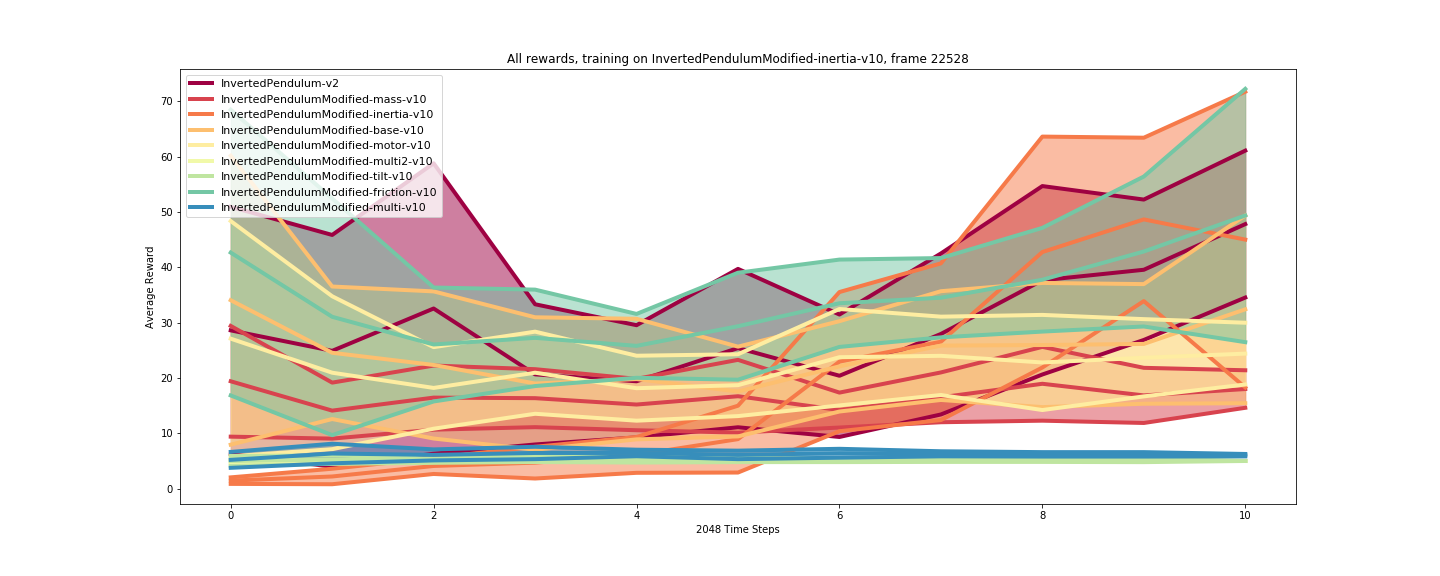 All rewards, training on InvertedPendulumModified-inertia-v10, frame 22528
InvertedPendulum-v2
InvertedPendulumModified-mass-v10
InvertedPendulumModified-inertia-v10
InvertedPendulumModified-base-v10
InvertedPendulumModified-motor-v10
InvertedPendulumModified-multi2-v10
InvertedPendulumModified-tilt-v10
InvertedPendulumModified-friction-v10
InvertedPendulumModified-multi-v10
Average Reward
70
60
50
40
30
20
10
0
0 2 4 6 8 10
2048 Time Steps